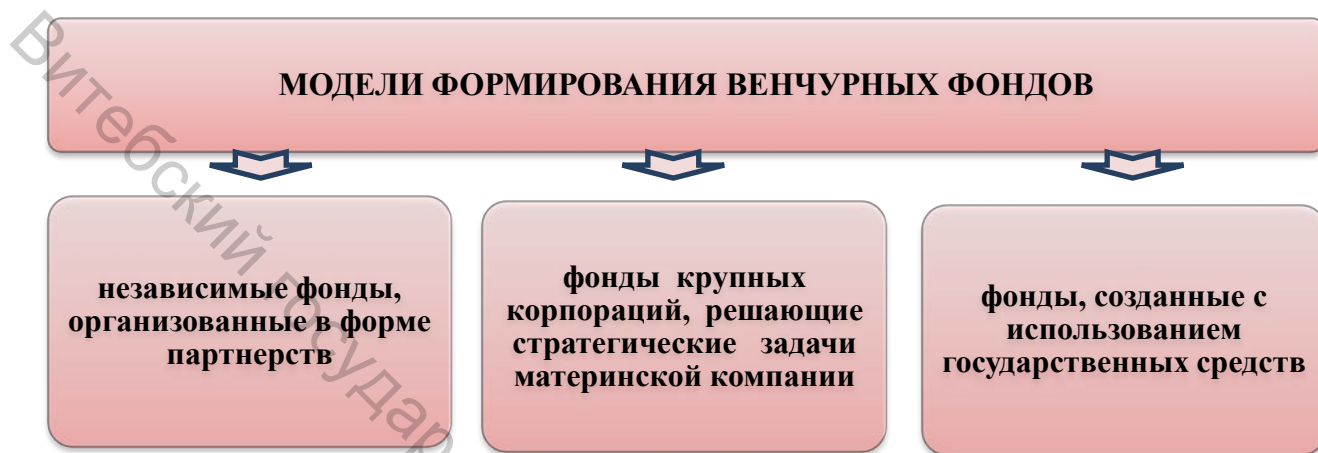 МОДЕЛИ ФОРМИРОВАНИЯ ВЕНЧУРНЫХ ФОНДОВ
независимые фонды,
организованные в форме
партнерств
фонды крупных
корпораций, решающие
стратегические задачи
материнской компании
фонды, созданные с
использованием
государственных средств
Витебский государ